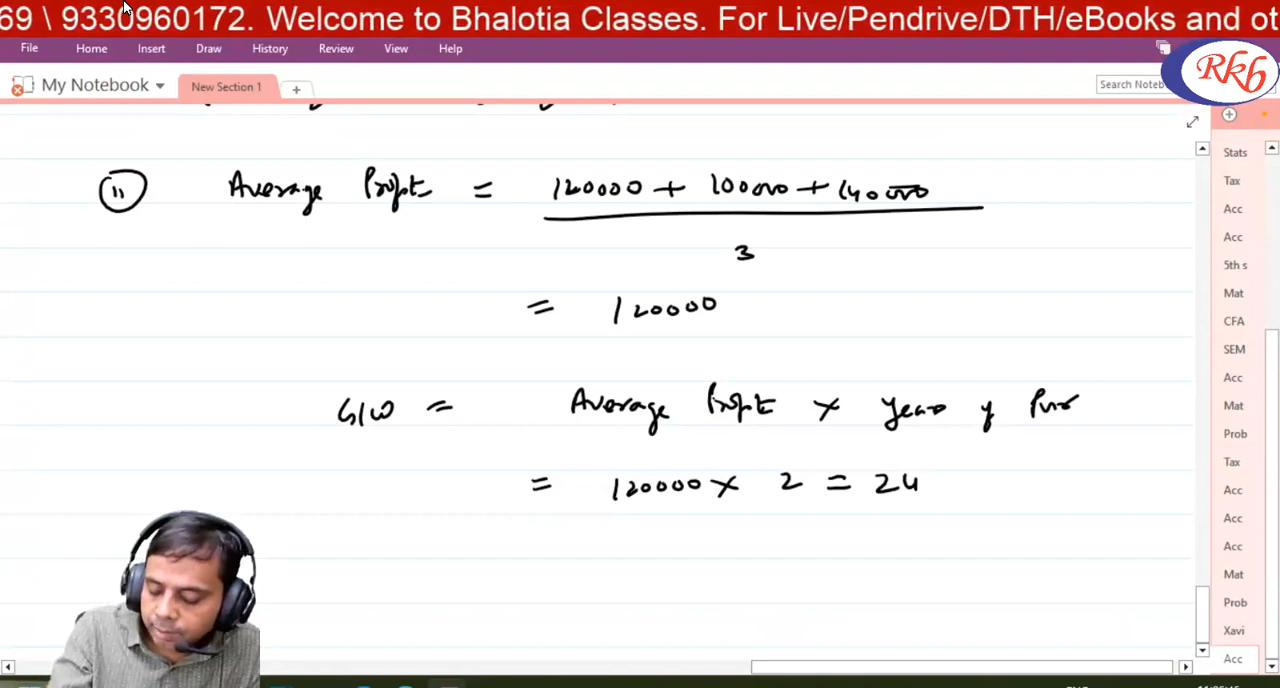 69 \ 9330960172. Welcome to Bhalotia Classes. For Live/Pendrive/DTH/eBooks and ot
File Home Insert Draw History Review View Help
Rkb
My Notebook New Section 1 + Search Noteb
(11) Average Profit = 120000 + 100000 + 140000
3
= 120000
G/W = Average Profit × Years of Pur
= 120000 × 2 = 24
Stats
Tax
Acc
Acc
5th s
Mat
CFA
SEM
Acc
Mat
Prob
Tax
Acc
Acc
Acc
Mat
Prob
Xavi
Acc